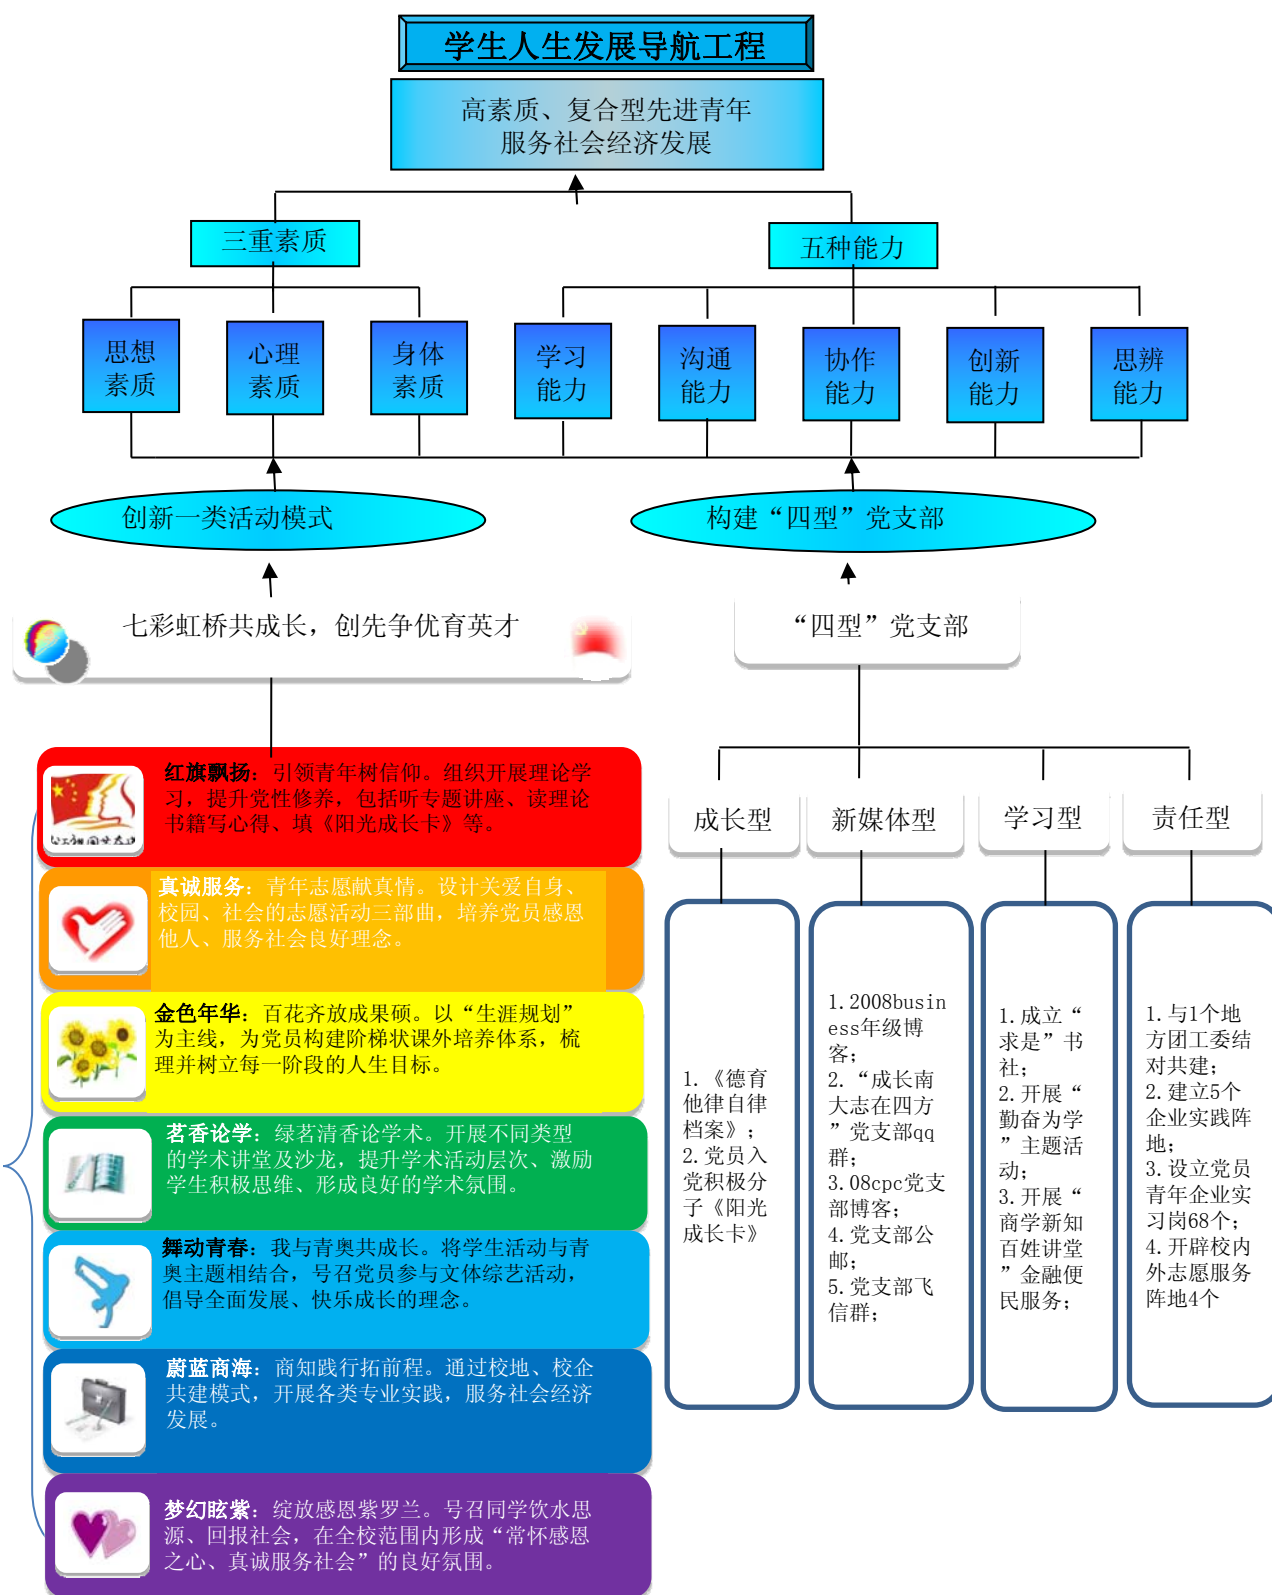 学生人生发展导航工程
高素质、复合型先进青年
服务社会经济发展
三重素质
五种能力
思想
素质
心理
素质
身体
素质
学习
能力
沟通
能力
协作
能力
创新
能力
思辨
能力
创新一类活动模式
构建“四型”党支部
七彩虹桥共成长，创先争优育英才
“四型”党支部
红旗飘扬：引领青年树信仰。组织开展理论学
习，提升党性修养，包括听专题讲座、读理论
书籍写心得、填《阳光成长卡》等。
真诚服务：青年志愿献真情。设计关爱自身、
校园、社会的志愿活动三部曲，培养党员感恩
他人、服务社会良好理念。
金色年华：百花齐放成果硕。以“生涯规划”
为主线，为党员构建阶梯状课外培养体系，梳
理并树立每一阶段的人生目标。
茗香论学：绿茗清香论学术。开展不同类型
的学术讲堂及沙龙，提升学术活动层次、激励
学生积极思维、形成良好的学术氛围。
舞动青春：我与青奥共成长。将学生活动与青
奥主题相结合，号召党员参与文体综艺活动，
倡导全面发展、快乐成长的理念。
蔚蓝商海：商知践行拓前程。通过校地、校企
共建模式，开展各类专业实践，服务社会经济
发展。
梦幻眩紫：绽放感恩紫罗兰。号召同学饮水思
源、回报社会，在全校范围内形成“常怀感恩
之心、真诚服务社会”的良好氛围。
成长型
新媒体型
学习型
责任型
1.《德育
他律自律
档案》；
2.党员入
党积极分
子《阳光
成长卡》
1.2008busin
ess年级博
客；
2.“成长南
大志在四方
”党支部qq
群；
3.08cpc党支
部博客；
4.党支部公
邮；
5.党支部飞
信群；
1.成立“
求是”书
社；
2.开展“
勤奋为学
”主题活
动；
3.开展“
商学新知
百姓讲堂
”金融便
民服务；
1.与1个地
方团工委结
对共建；
2.建立5个
企业实践阵
地；
3.设立党员
青年企业实
习岗68个；
4.开辟校内
外志愿服务
阵地4个